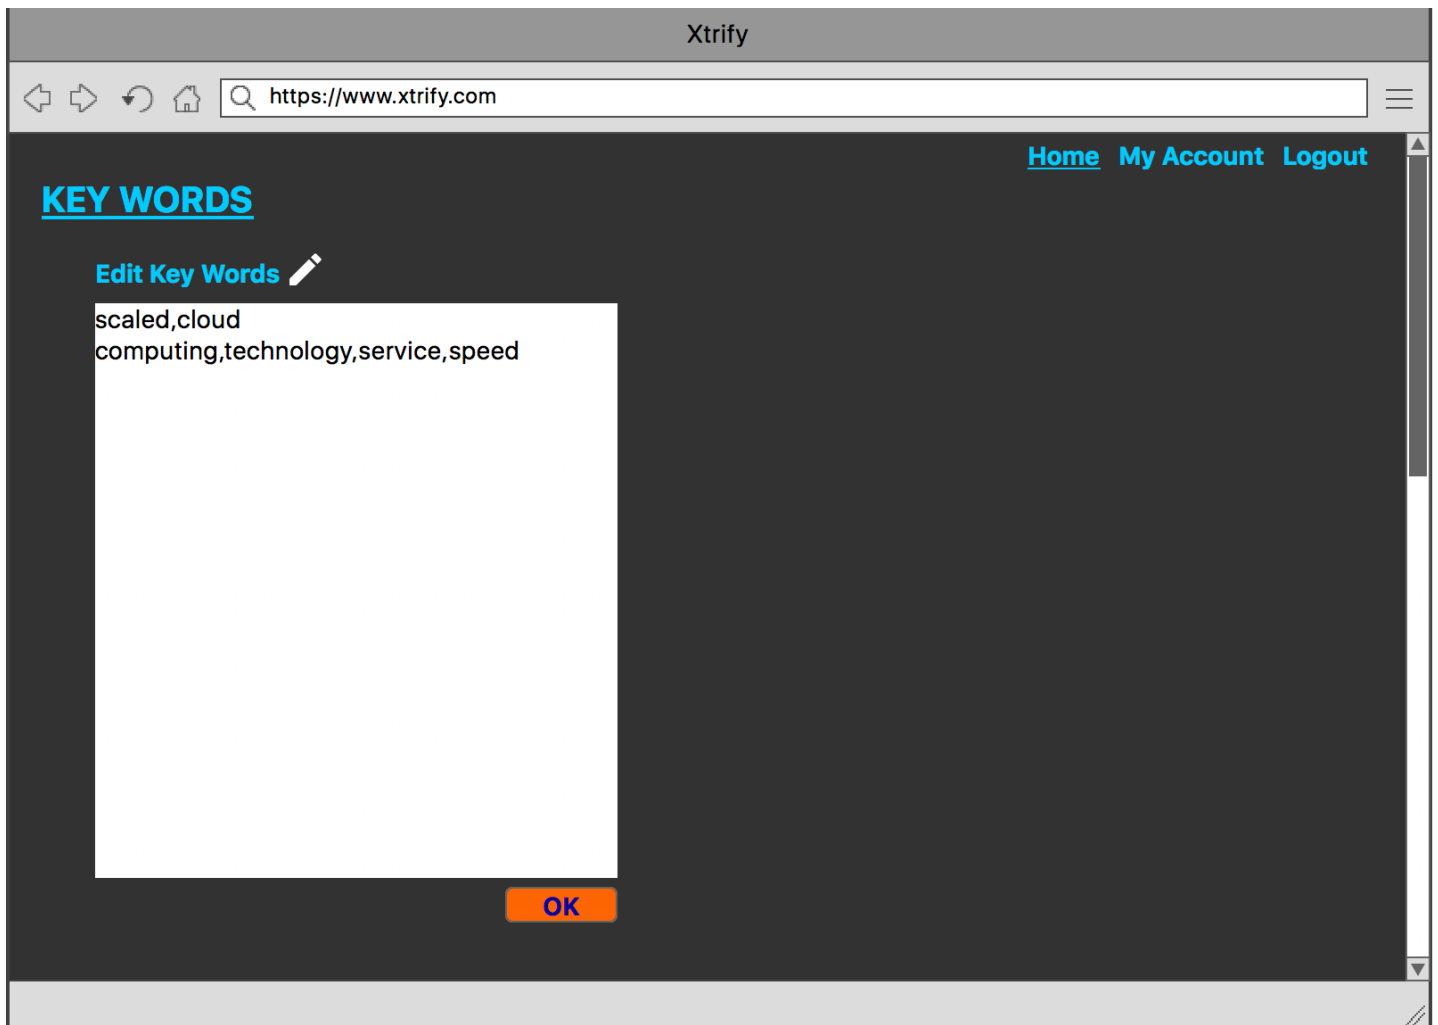 Xtrify
https://www.xtrify.com
Home My Account Logout
KEY WORDS
Edit Key Words
scaled,cloud
computing,technology,service,speed
OK